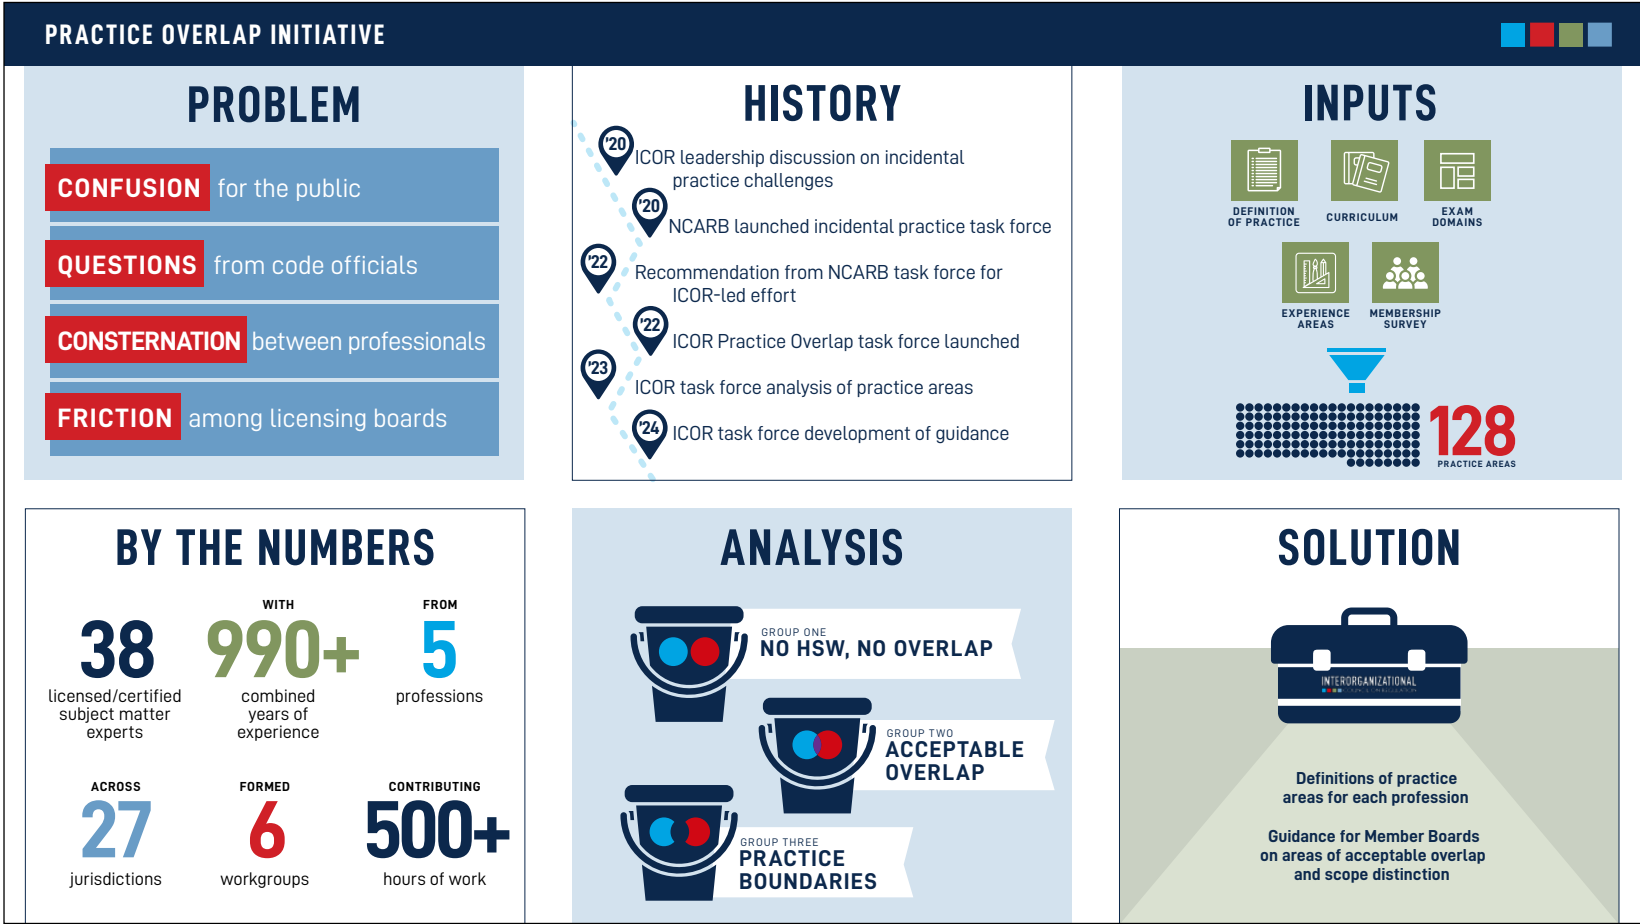 PRACTICE OVERLAP INITIATIVE
PROBLEM
CONFUSION for the public
QUESTIONS from code officials
CONSTERNATION between professionals
FRICTION among licensing boards
HISTORY
'20
ICOR leadership discussion on incidental
practice challenges
'20
NCARB launched incidental practice task force
'22
Recommendation from NCARB task force for
ICOR-led effort
'22
ICOR Practice Overlap task force launched
'23
ICOR task force analysis of practice areas
'24
ICOR task force development of guidance
INPUTS
DEFINITION
OF PRACTICE
CURRICULUM
EXAM
DOMAINS
EXPERIENCE
AREAS
MEMBERSHIP
SURVEY
128
PRACTICE AREAS
BY THE NUMBERS
38
licensed/certified
subject matter
experts
WITH
990+
combined
years of
experience
FROM
5
professions
ACROSS
27
jurisdictions
FORMED
6
workgroups
CONTRIBUTING
500+
hours of work
ANALYSIS
GROUP ONE
NO HSW, NO OVERLAP
GROUP TWO
ACCEPTABLE
OVERLAP
GROUP THREE
PRACTICE
BOUNDARIES
SOLUTION
INTERORGANIZATIONAL
COUNCIL ON REGULATION
Definitions of practice
areas for each profession
Guidance for Member Boards
on areas of acceptable overlap
and scope distinction